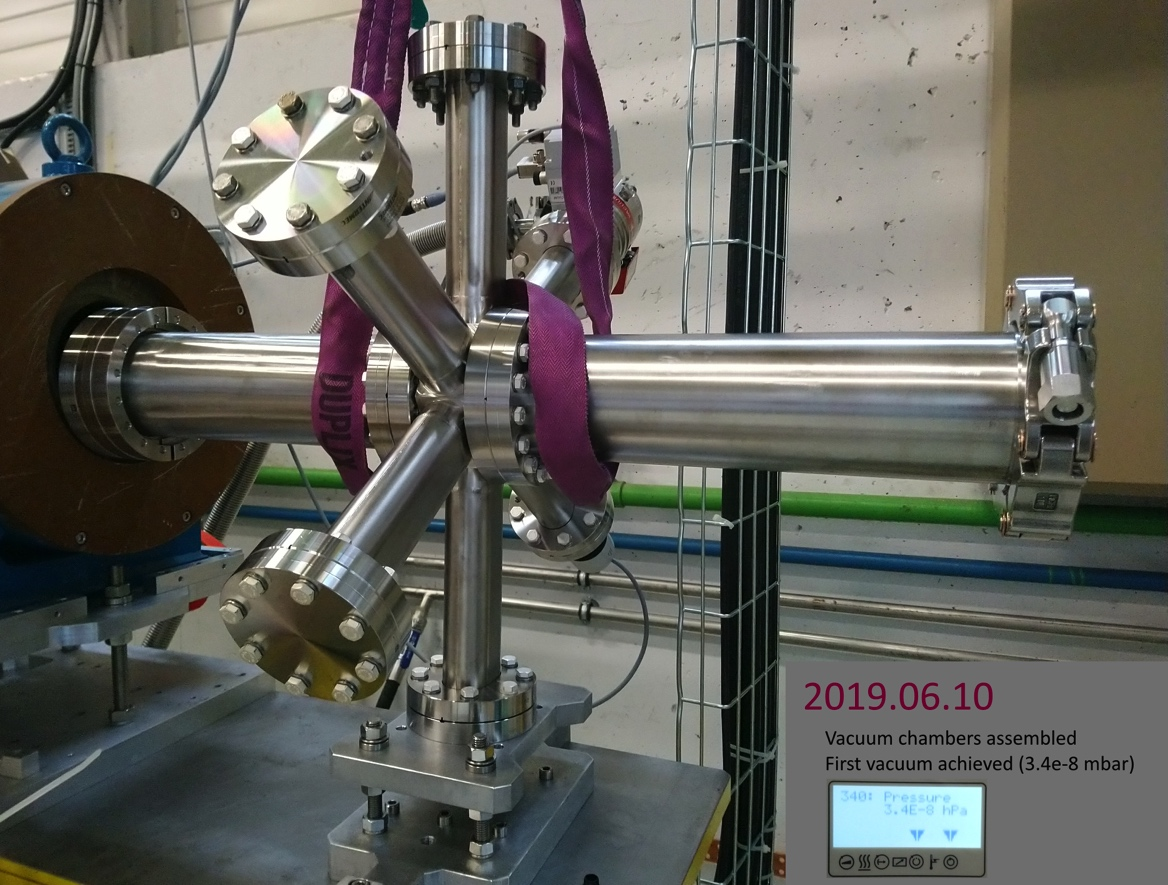 DUPLIX
2019.06.10
Vacuum chambers assembled
First vacuum achieved (3.4e-8 mbar)
340: Pressure
3.4E-8 hPa